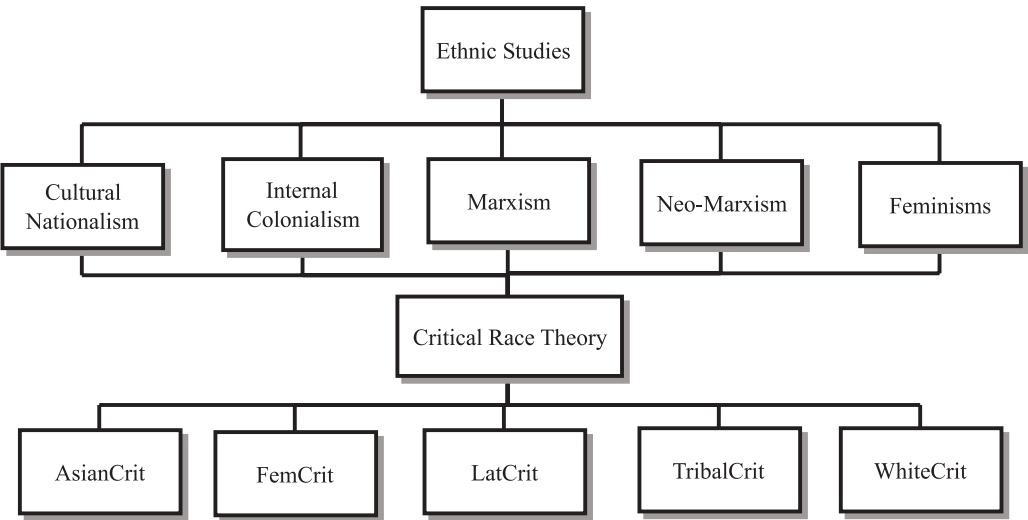 Ethnic Studies
Cultural
Nationalism
Internal
Colonialism
Marxism
Neo-Marxism
Feminisms
Critical Race Theory
AsianCrit
FemCrit
LatCrit
TribalCrit
WhiteCrit